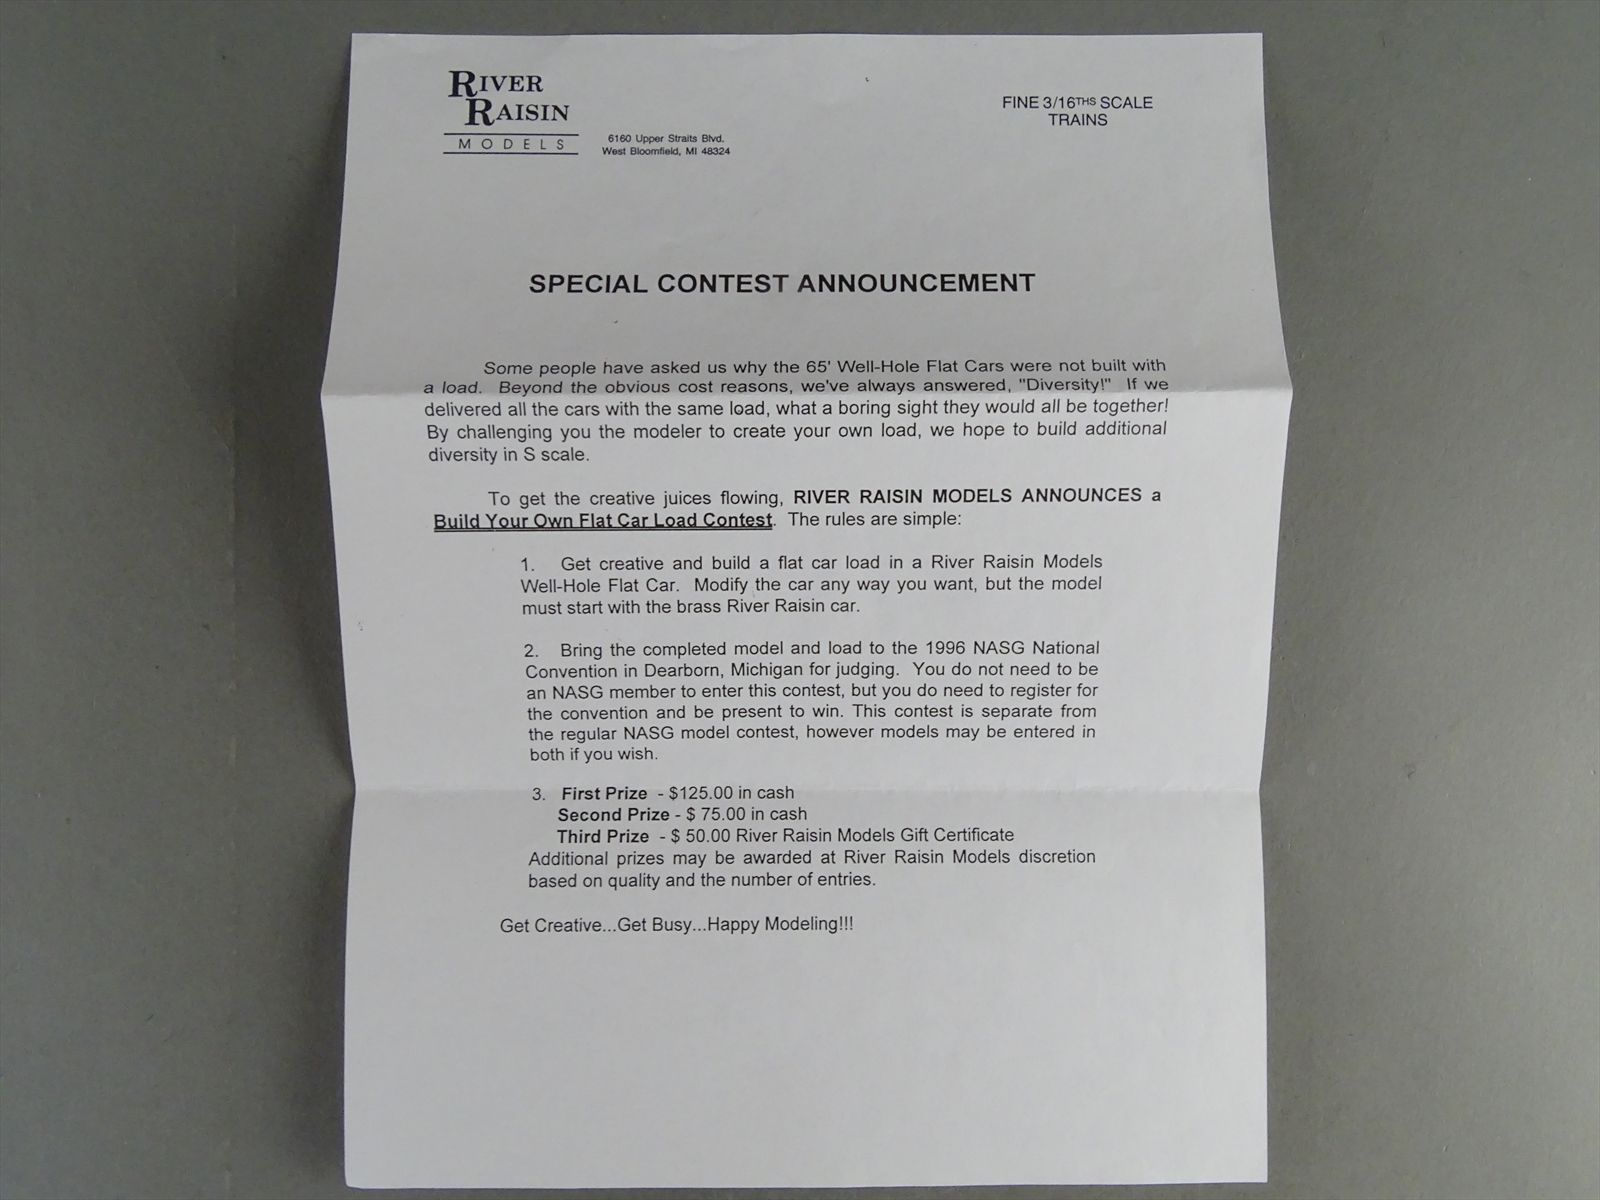 RIVER
RAISIN
MODELS
6160 Upper Straits Blvd.
West Bloomfield, MI 48324
FINE 3/16THS SCALE
TRAINS
SPECIAL CONTEST ANNOUNCEMENT
Some people have asked us why the 65' Well-Hole Flat Cars were not built with
a load. Beyond the obvious cost reasons, we've always answered, "Diversity!" If we
delivered all the cars with the same load, what a boring sight they would all be together!
By challenging you the modeler to create your own load, we hope to build additional
diversity in S scale.
To get the creative juices flowing, RIVER RAISIN MODELS ANNOUNCES a
Build Your Own Flat Car Load Contest. The rules are simple:
1. Get creative and build a flat car load in a River Raisin Models
Well-Hole Flat Car. Modify the car any way you want, but the model
must start with the brass River Raisin car.
2. Bring the completed model and load to the 1996 NASG National
Convention in Dearborn, Michigan for judging. You do not need to be
an NASG member to enter this contest, but you do need to register for
the convention and be present to win. This contest is separate from
the regular NASG model contest, however models may be entered in
both if you wish.
3. First Prize - $125.00 in cash
Second Prize - $ 75.00 in cash
Third Prize - $ 50.00 River Raisin Models Gift Certificate
Additional prizes may be awarded at River Raisin Models discretion
based on quality and the number of entries.
Get Creative...Get Busy...Happy Modeling!!!